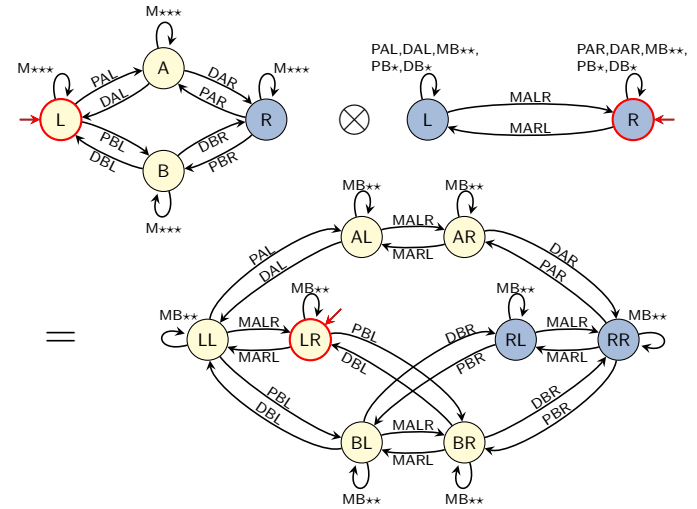 M⋆⋆⋆
PAL,DAL,MB⋆⋆, PAR,DAR,MB⋆⋆,
PB⋆,DB⋆ PB⋆,DB⋆
M⋆⋆⋆ PAL A DAR M⋆⋆⋆
DAL PAR
L R ⊗ L MALR R
MARL
PBL DBR
DBL B PBR
M⋆⋆⋆
MB⋆⋆ MB⋆⋆
AL MALR AR
MARL
PAL DAR
DAL PAR
MB⋆⋆ MB⋆⋆ MB⋆⋆ MB⋆⋆
= LL MALR LR PBL DBR RL MALR RR
MARL DBL PBR MARL
PBL DBR
DBL PBR
BL MALR BR
MARL
MB⋆⋆ MB⋆⋆